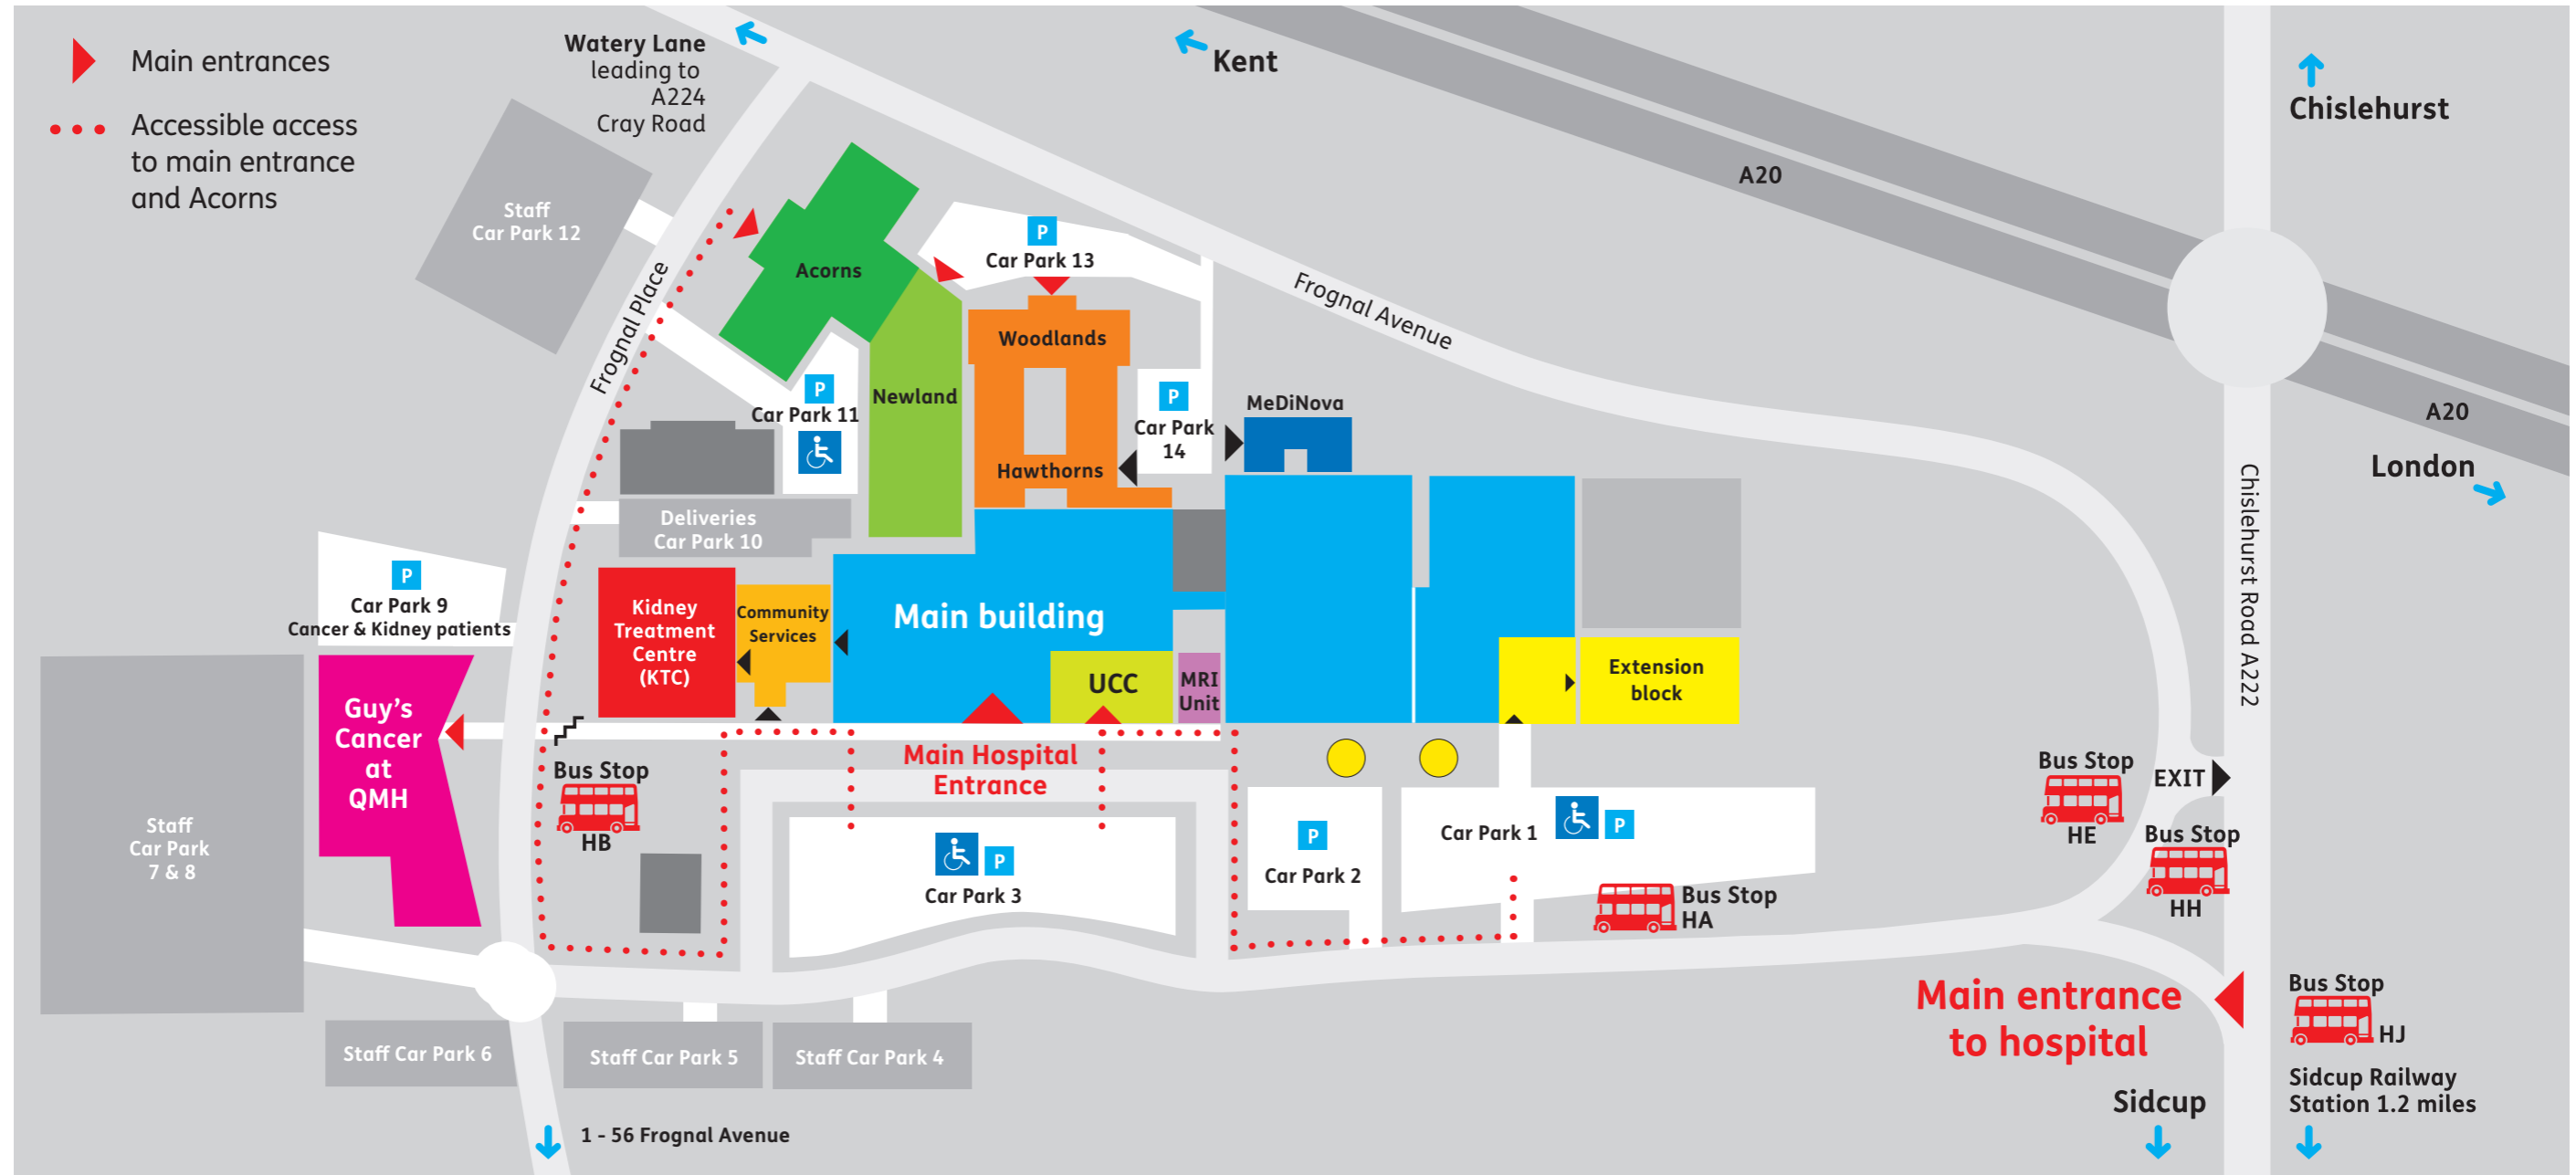 Main entrances
Accessible access
to main entrance
and Acorns
Watery Lane
leading to
A224
Cray Road
Kent
Chislehurst
A20
A20
London
Chislehurst Road A222
Frognal Avenue
Frognal Place
Staff
Car Park 12
Acorns
P
Car Park 13
Woodlands
Newland
Hawthorns
P
Car Park 11
P
Car Park
14
MeDiNova
Deliveries
Car Park 10
P
Car Park 9
Cancer & Kidney patients
Kidney
Treatment
Centre
(KTC)
Community
Services
Main building
UCC
MRI
Unit
Extension
block
Guy's
Cancer
at
QMH
Staff
Car Park
7 & 8
Bus Stop
HB
Main Hospital
Entrance
P
Car Park 3
P
Car Park 2
Car Park 1
P
Bus Stop
HA
Bus Stop
HE
EXIT
Bus Stop
HH
Main entrance
to hospital
Bus Stop
HJ
Sidcup Railway
Station 1.2 miles
Sidcup
Staff Car Park 6
Staff Car Park 5
Staff Car Park 4
1 - 56 Frognal Avenue